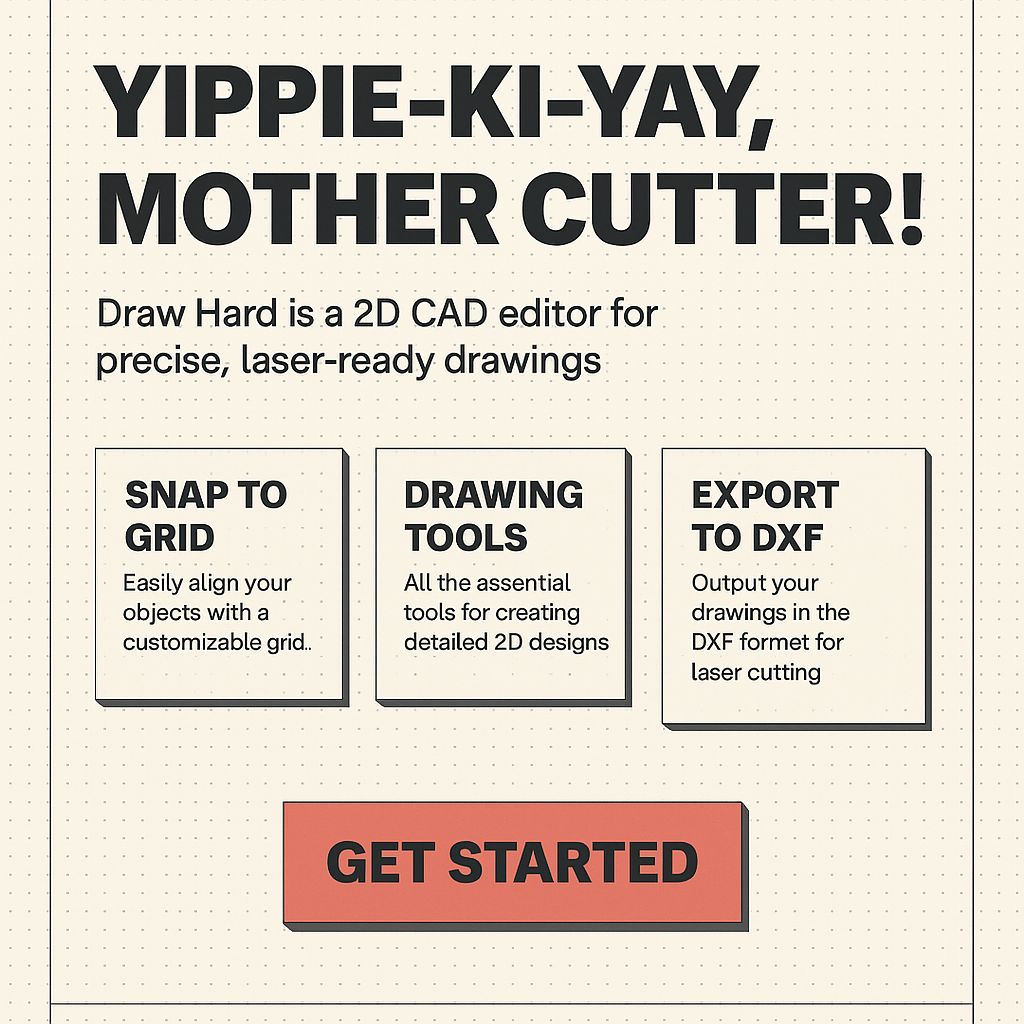 YIPPIE-KI-YAY,
MOTHER CUTTER!
Draw Hard is a 2D CAD editor for
precise, laser-ready drawings
SNAP TO
GRID
Easily align your
objects with a
customizable grid..
DRAWING
TOOLS
All the assential
tools for creating
detailed 2D designs
EXPORT
TO DXF
Output your
drawings in the
DXF formet for
laser cutting
GET STARTED